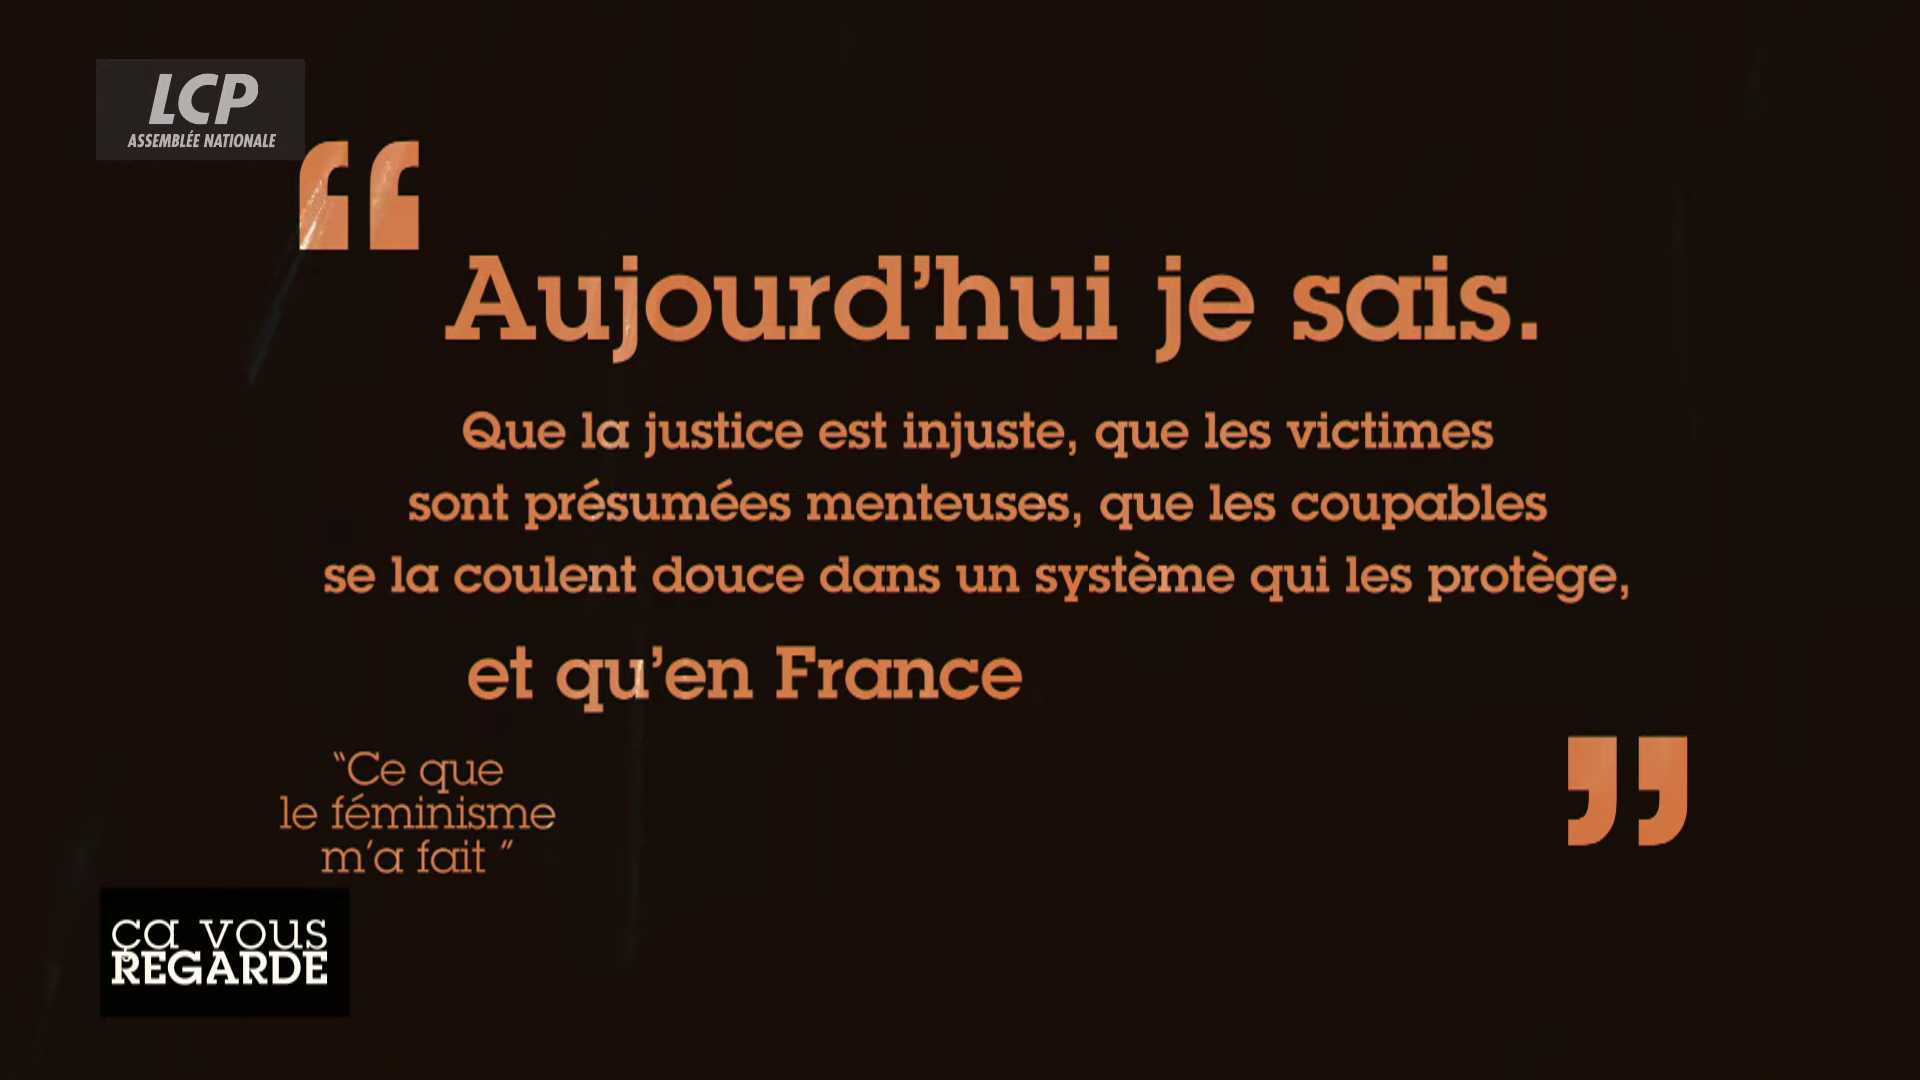 LCP
ASSEMBLÉE NATIONALE
“
Aujourd’hui je sais.
Que la justice est injuste, que les victimes
sont présumées menteuses, que les coupables
se la coulent douce dans un système qui les protège,
et qu’en France
”
“Ce que
le féminisme
m’a fait ”
ça vous
REGARDE